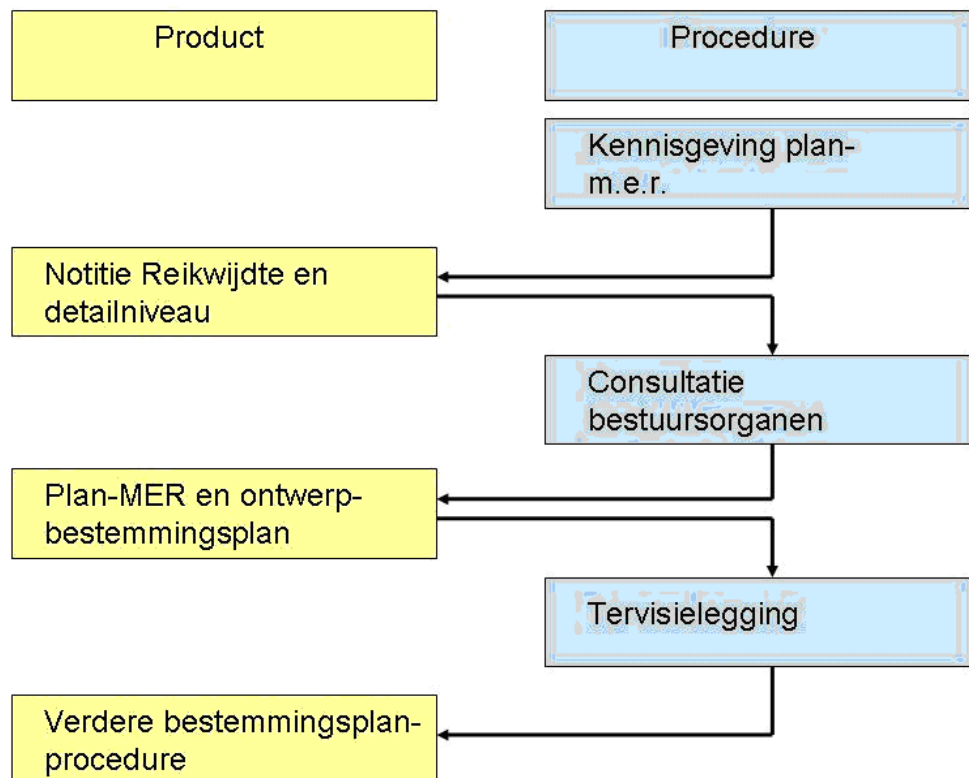 Product
Procedure
Kennisgeving plan-
m.e.r.
Notitie Reikwijdte en
detailniveau
Consultatie
bestuursorganen
Plan-MER en ontwerp-
bestemmingsplan
Tervisielegging
Verdere bestemmingsplan-
procedure